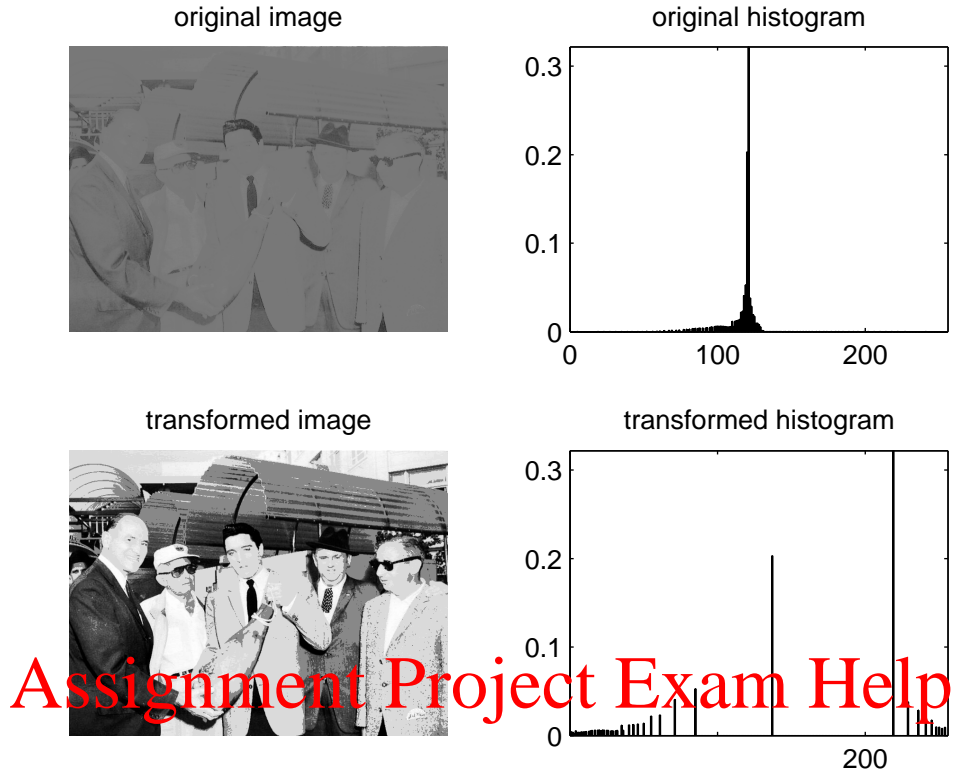 original image
original histogram
0.3
0.2
0.1
0
0 100 200
transformed image
transformed histogram
0.3
0.2
0.1
0
200
Assignment Project Exam Help